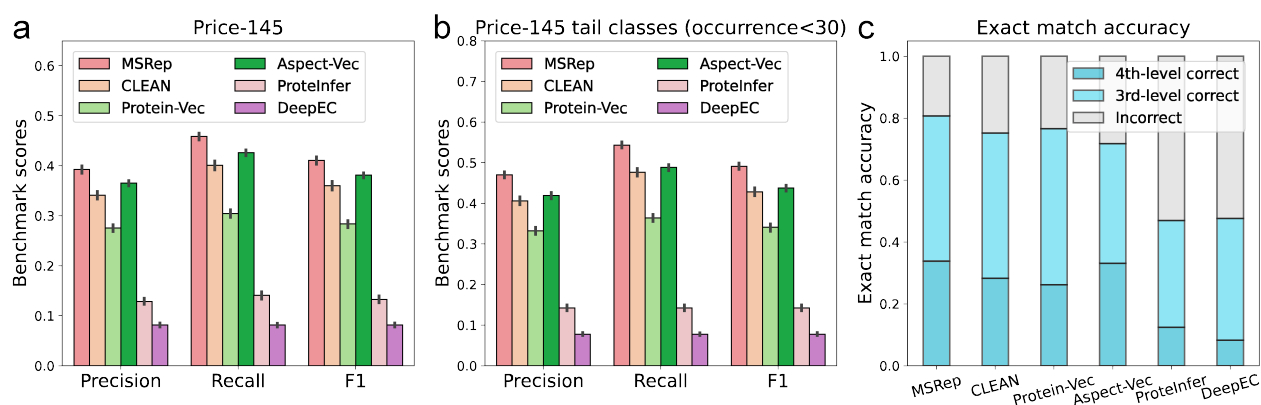 a
Price-145
Benchmark scores
0.6
0.5
0.4
0.3
0.2
0.1
0.0
MSRep
CLEAN
Protein-Vec
Aspect-Vec
ProteInfer
DeepEC
Precision
Recall
F1
b
Price-145 tail classes (occurrence<30)
Benchmark scores
0.8
0.7
0.6
0.5
0.4
0.3
0.2
0.1
0.0
MSRep
CLEAN
Protein-Vec
Aspect-Vec
ProteInfer
DeepEC
Precision
Recall
F1
c
Exact match accuracy
Exact match accuracy
1.0
0.8
0.6
0.4
0.2
0.0
4th-level correct
3rd-level correct
Incorrect
MSRep
CLEAN
Protein-Vec
Aspect-Vec
ProteInfer
DeepEC